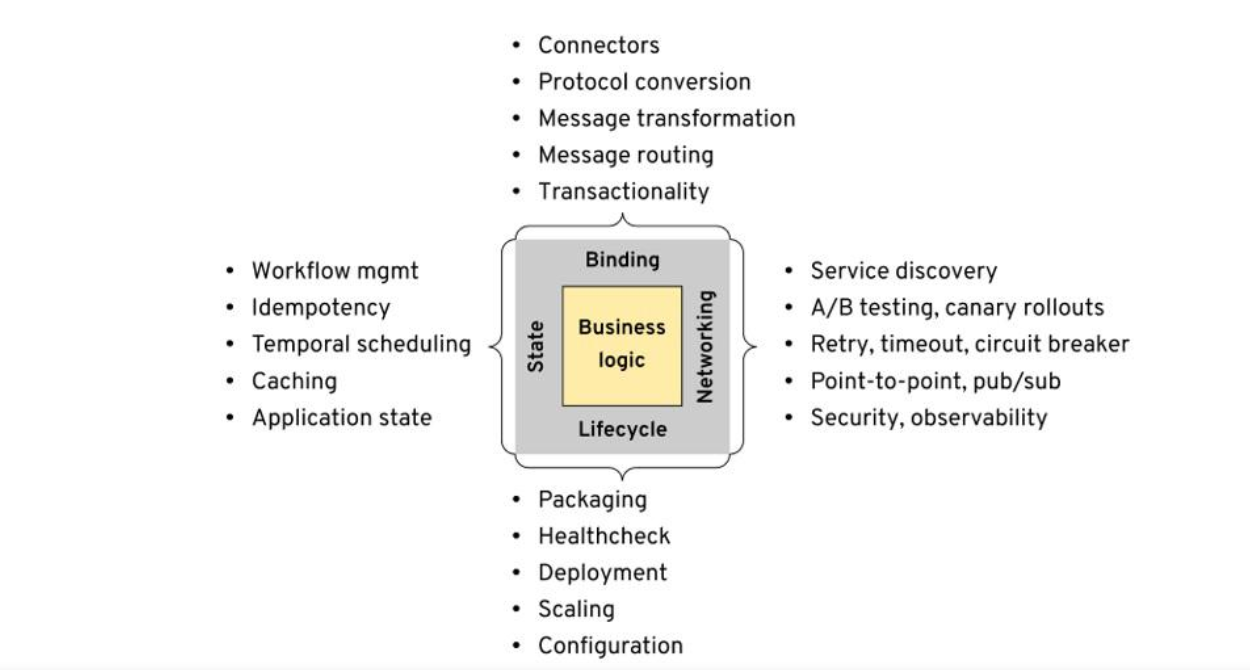 • Connectors
• Protocol conversion
• Message transformation
• Message routing
• Transactionality
• Workflow mgmt
• Idempotency
• Temporal scheduling
• Caching
• Application state
Binding
State
Business
logic
Networking
Lifecycle
• Service discovery
• A/B testing, canary rollouts
• Retry, timeout, circuit breaker
• Point-to-point, pub/sub
• Security, observability
• Packaging
• Healthcheck
• Deployment
• Scaling
• Configuration